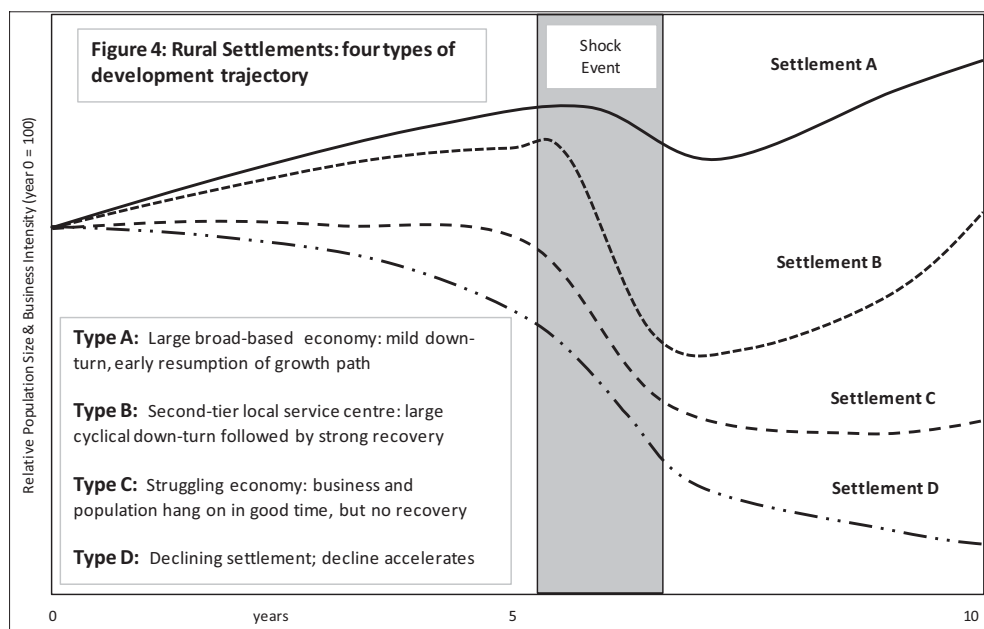 Figure 4: Rural Settlements: four types of
development trajectory
Shock
Event
Settlement A
Settlement B
Settlement C
Settlement D
Relative Population Size & Business Intensity (year 0 = 100)
Type A: Large broad-based economy: mild down-
turn, early resumption of growth path
Type B: Second-tier local service centre: large
cyclical down-turn followed by strong recovery
Type C: Struggling economy: business and
population hang on in good time, but no recovery
Type D: Declining settlement; decline accelerates
0 years 5 10